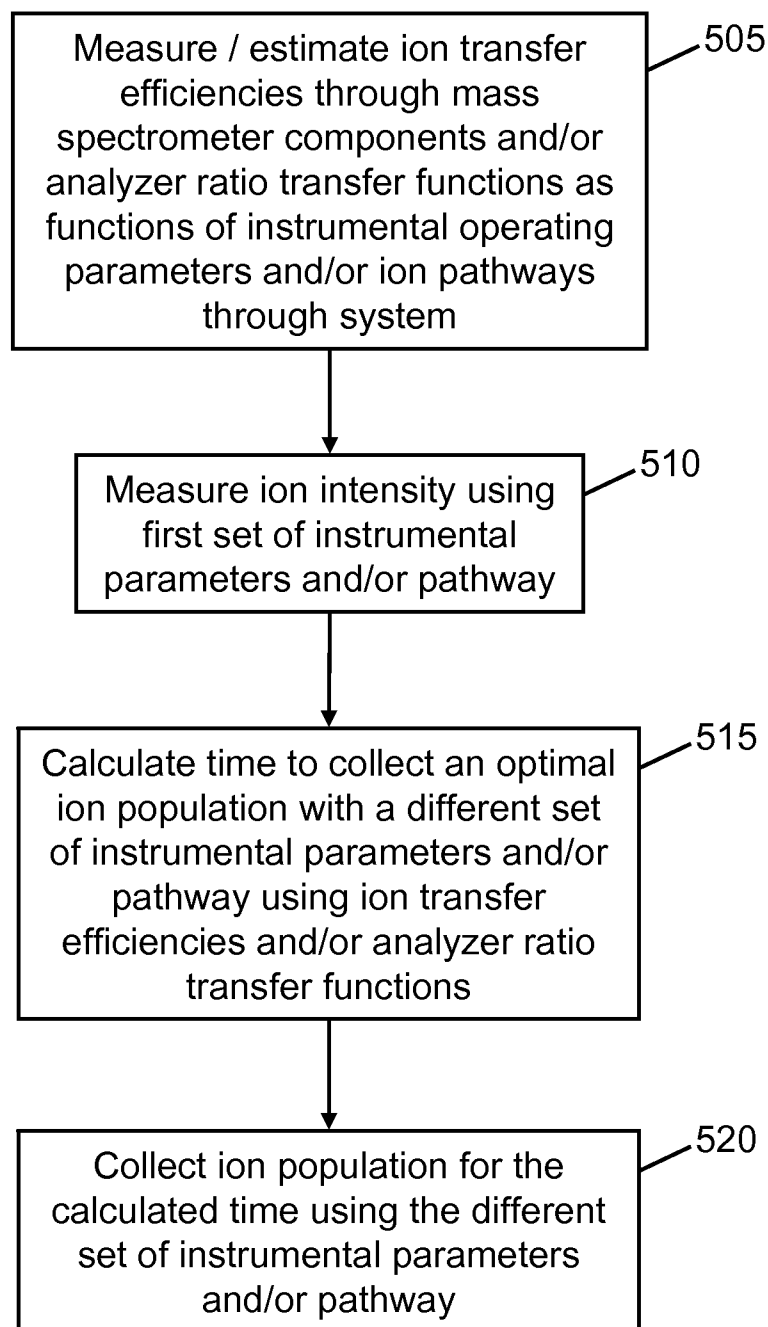 Measure / estimate ion transfer
efficiencies through mass
spectrometer components and/or
analyzer ratio transfer functions as
functions of instrumental operating
parameters and/or ion pathways
through system
505
Measure ion intensity using
first set of instrumental
parameters and/or pathway
510
Calculate time to collect an optimal
ion population with a different set
of instrumental parameters and/or
pathway using ion transfer
efficiencies and/or analyzer ratio
transfer functions
515
Collect ion population for the
calculated time using the different
set of instrumental parameters
and/or pathway
520